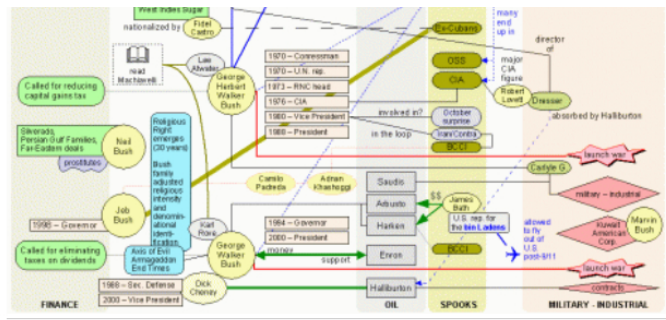 West Indies Sugar
nationalized by
Fidel
Castro
Ex-Cubans
many
end
up in
director
of
Lee
Atwater
read
Machiavelli
George
Herbert
Walker
Bush
1970 – Congressman
1970 – U.N. rep.
1973 – RNC head
1976 – CIA
1980 – Vice President
1988 – President
OSS
CIA
major
CIA
figure
Robert
Lovett
Dresser
Called for reducing
capital gains tax
involved in?
October
surprise
absorbed by Halliburton
in the loop
Iran/Contra
BCCI
launch war
Silverado,
Persian Gulf Families,
Far-Eastern deals
prostitutes
Neil
Bush
Religious
Right
emerges
(30 years)
Bush
family
adjusted
religious
intensity
and
denomin-
ational
identi-
fication
Camilo
Padreda
Adnan
Khashoggi
Saudis
Carlyle G.
military – industrial
Arbusto
$$
James
Bath
Jeb
Bush
1998 – Governor
Karl
Rove
1994 – Governor
2000 – President
Harken
U.S. rep. for
the bin Ladens
allowed
to fly
out of
U.S.
post-9/11
Kuwait
American
Corp.
Marvin
Bush
Called for eliminating
taxes on dividends
Axis of Evil
Armageddon
End Times
George
Walker
Bush
money
support
Enron
BCCI
launch war
1989 – Sec. Defense
2000 – Vice President
Dick
Cheney
Halliburton
contracts
FINANCE
OIL
SPOOKS
MILITARY - INDUSTRIAL